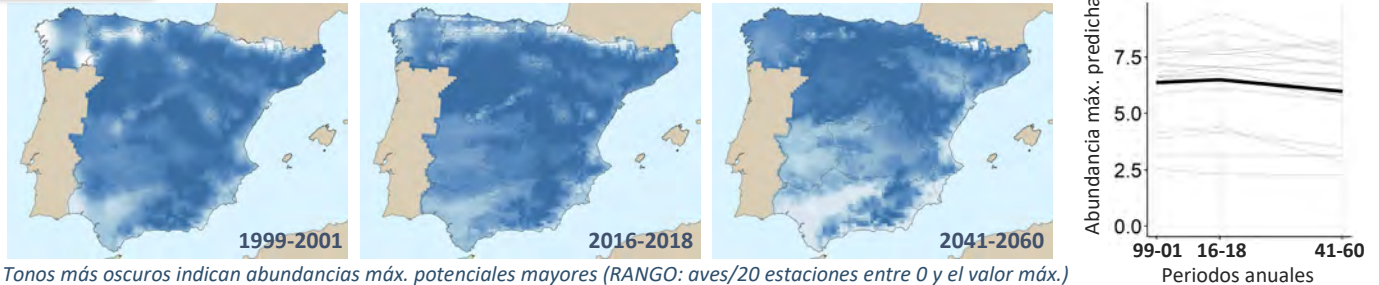 1999-2001
2016-2018
2041-2060
Tonos más oscuros indican abundancias máx. potenciales mayores (RANGO: aves/20 estaciones entre 0 y el valor máx.)
Abundancia máx. predicha
7.5
5.0
2.5
0.0
99-01 16-18 41-60
Periodos anuales